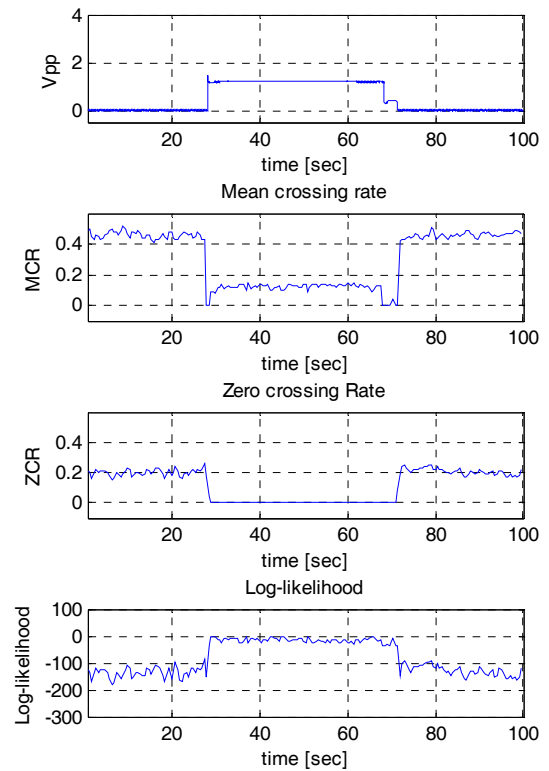 4
2
0
Vpp
20 40 60 80 100
time [sec]
Mean crossing rate
0.4
0.2
0
MCR
20 40 60 80 100
time [sec]
Zero crossing Rate
0.4
0.2
0
ZCR
20 40 60 80 100
time [sec]
Log-likelihood
100
0
-100
-200
-300
Log-likelihood
20 40 60 80 100
time [sec]